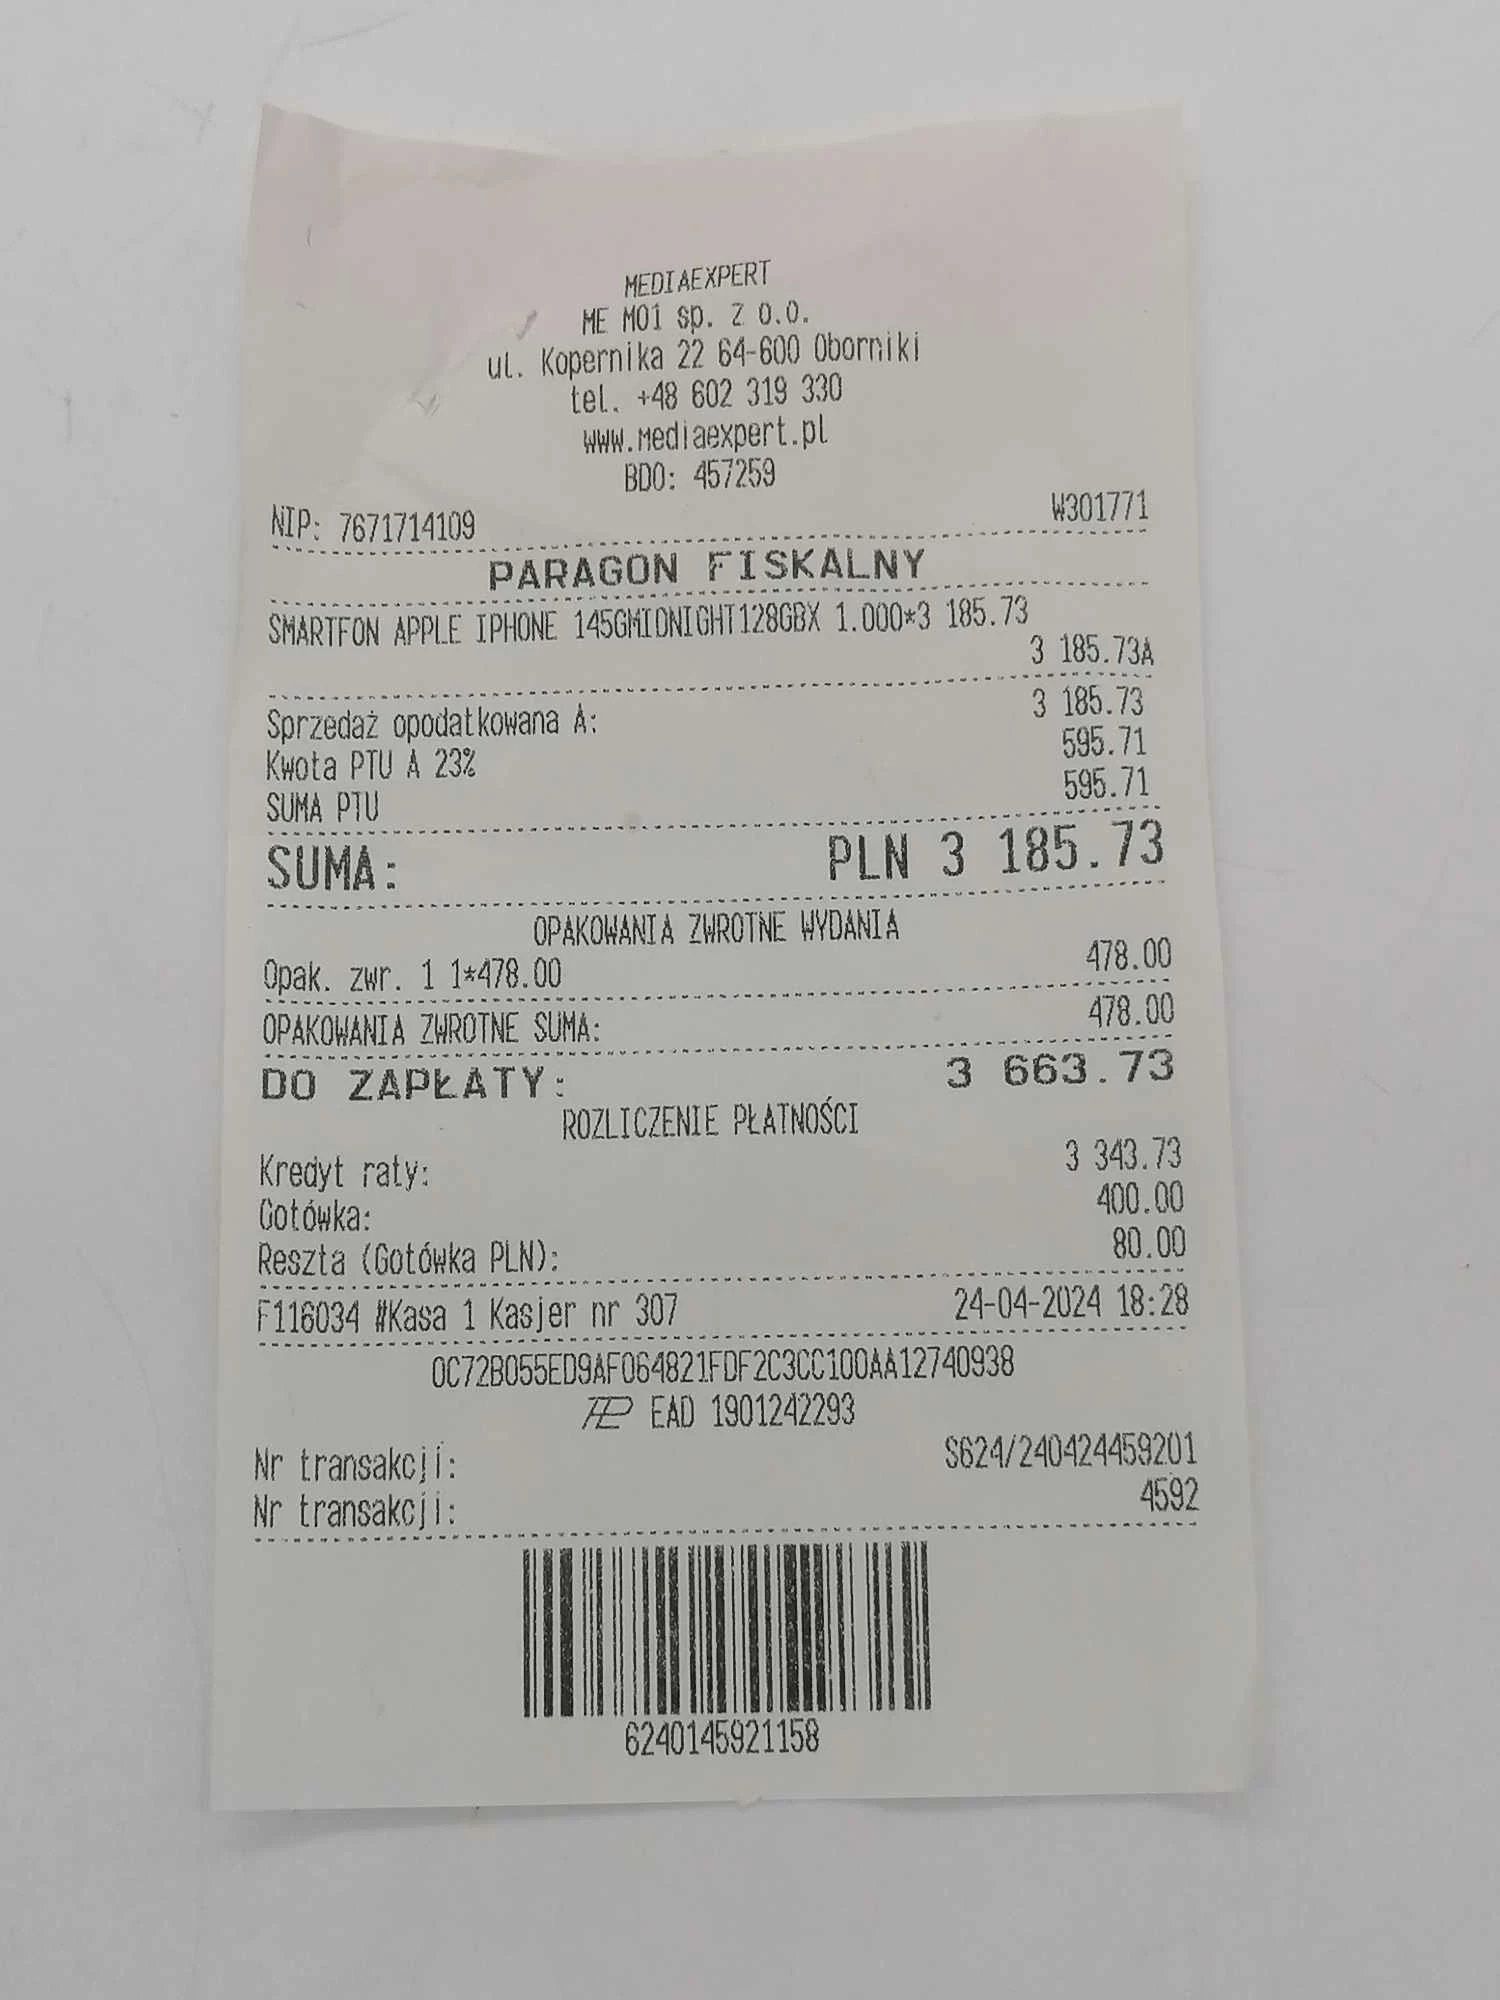 MEDIAEXPERT
ME M01 sp. z o.o.
ul. Kopernika 22 64-600 Oborniki
tel. +48 602 319 330
www.mediaexpert.pl
BDO: 457259
NIP: 7671714109 W301771
PARAGON FISKALNY
SMARTFON APPLE IPHONE 145GMIDNIGHT128GBX 1.000*3 185.73
3 185.73A
Sprzedaż opodatkowana A: 3 185.73
Kwota PTU A 23% 595.71
SUMA PTU 595.71
SUMA: PLN 3 185.73
OPAKOWANIA ZWROTNE WYDANIA
Opak. zwr. 1 1*478.00 478.00
OPAKOWANIA ZWROTNE SUMA: 478.00
DO ZAPŁATY: 3 663.73
ROZLICZENIE PŁATNOŚCI
Kredyt raty: 3 343.73
Gotówka: 400.00
Reszta (Gotówka PLN): 80.00
F116034 #Kasa 1 Kasjer nr 307 24-04-2024 18:28
0C72B055ED9AF064821FDF2C3CC100AA12740938
EAD 1901242293
Nr transakcji: S624/240424459201
Nr transakcji: 4592
6240145921158